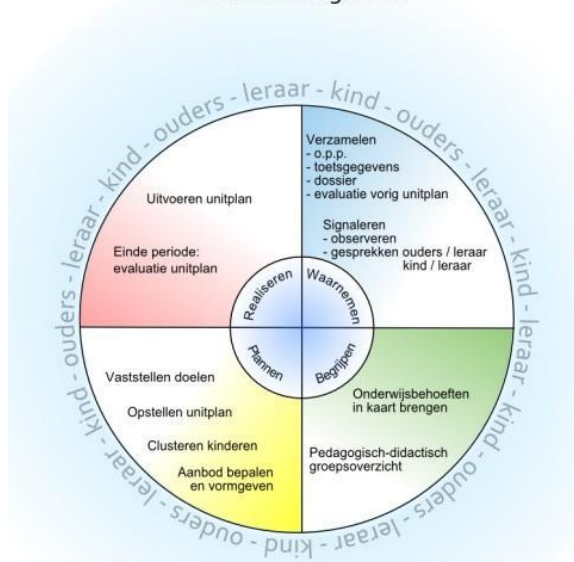 ouders - leraar - kind - ouders - leraar - kind - ouders - leraar - kind - ouders - leraar - kind - ouders - leraar - kind
Verzamelen
- o.p.p.
- toetsgegevens
- dossier
- evaluatie vorig unitplan
Signaleren
- observeren
- gesprekken ouders / leraar
kind / leraar
Waarnemen
Begrijpen
Onderwijsbehoeften
in kaart brengen
Pedagogisch-didactisch
groepsoverzicht
Plannen
Vaststellen doelen
Opstellen unitplan
Clusteren kinderen
Aanbod bepalen
en vormgeven
Realiseren
Uitvoeren unitplan
Einde periode:
evaluatie unitplan